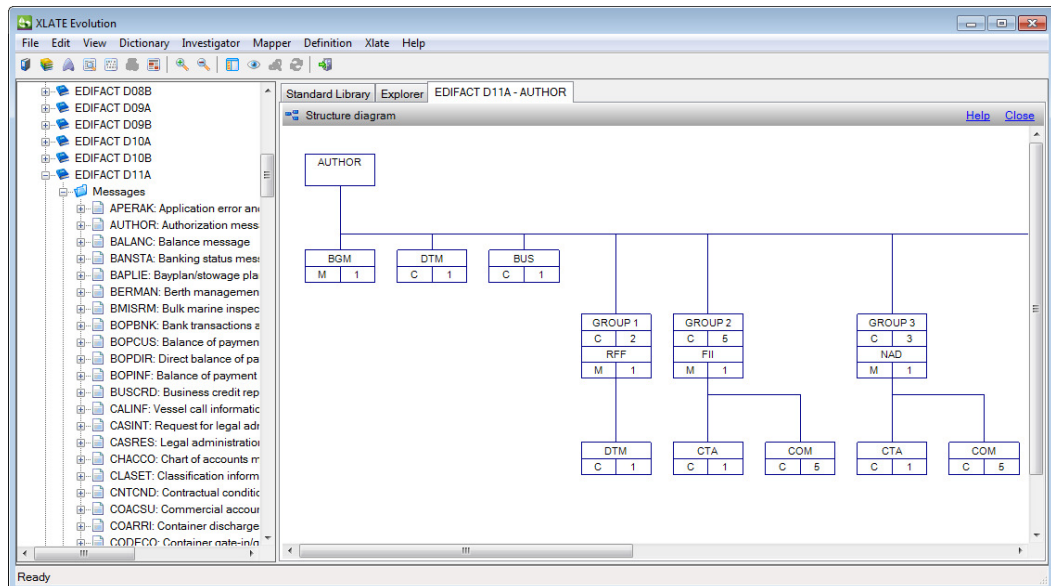 XLATE Evolution
File Edit View Dictionary Investigator Mapper Definition Xlate Help
EDIFACT D08B
EDIFACT D09A
EDIFACT D09B
EDIFACT D10A
EDIFACT D10B
EDIFACT D11A
Messages
APERAK: Application error an
AUTHOR: Authorization mess
BALANC: Balance message
BANSTA: Banking status mes
BAPLIE: Bayplan/stowage pla
BERMAN: Berth managemen
BMISRM: Bulk marine inspec
BOPBNK: Bank transactions a
BOPCUS: Balance of paymen
BOPDIR: Direct balance of pa
BOPINF: Balance of payment
BUSCRD: Business credit rep
CALINF: Vessel call informatic
CASINT: Request for legal adr
CASRES: Legal administratio
CHACCO: Chart of accounts m
CLASET: Classification inform
CNTCND: Contractual conditic
COACSU: Commercial accour
COARRI: Container discharge
CODECO: Container gate-in/g
Standard Library Explorer EDIFACT D11A - AUTHOR
Structure diagram Help Close
AUTHOR
BGM DTM BUS
M 1 C 1 C 1
GROUP 1 GROUP 2 GROUP 3
C 2 C 5 C 3
RFF FII NAD
M 1 M 1 M 1
DTM CTA COM CTA COM
C 1 C 1 C 5 C 1 C 5
Ready